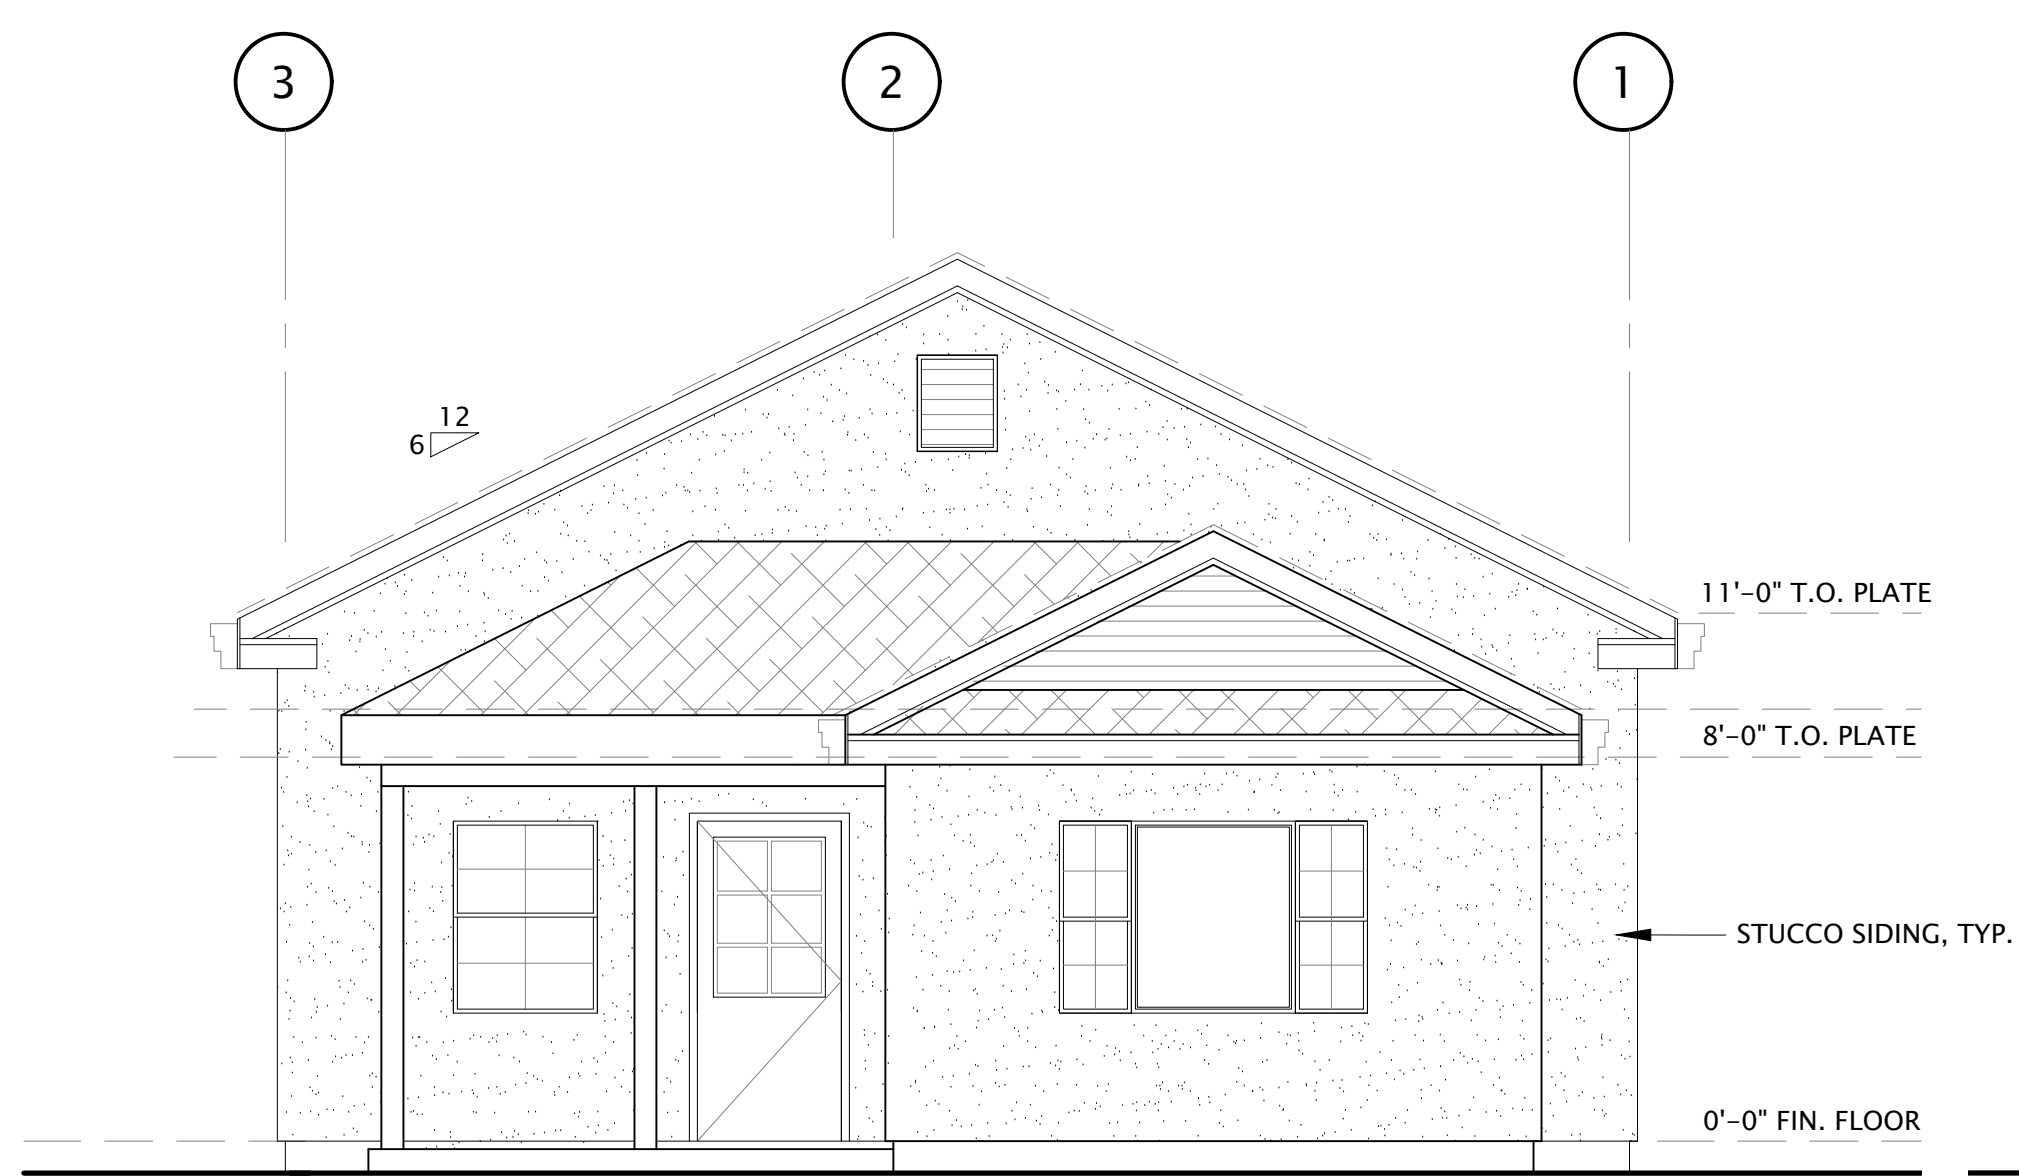 3
2
1
12
6
11'-0" T.O. PLATE
8'-0" T.O. PLATE
STUCCO SIDING, TYP.
0'-0" FIN. FLOOR